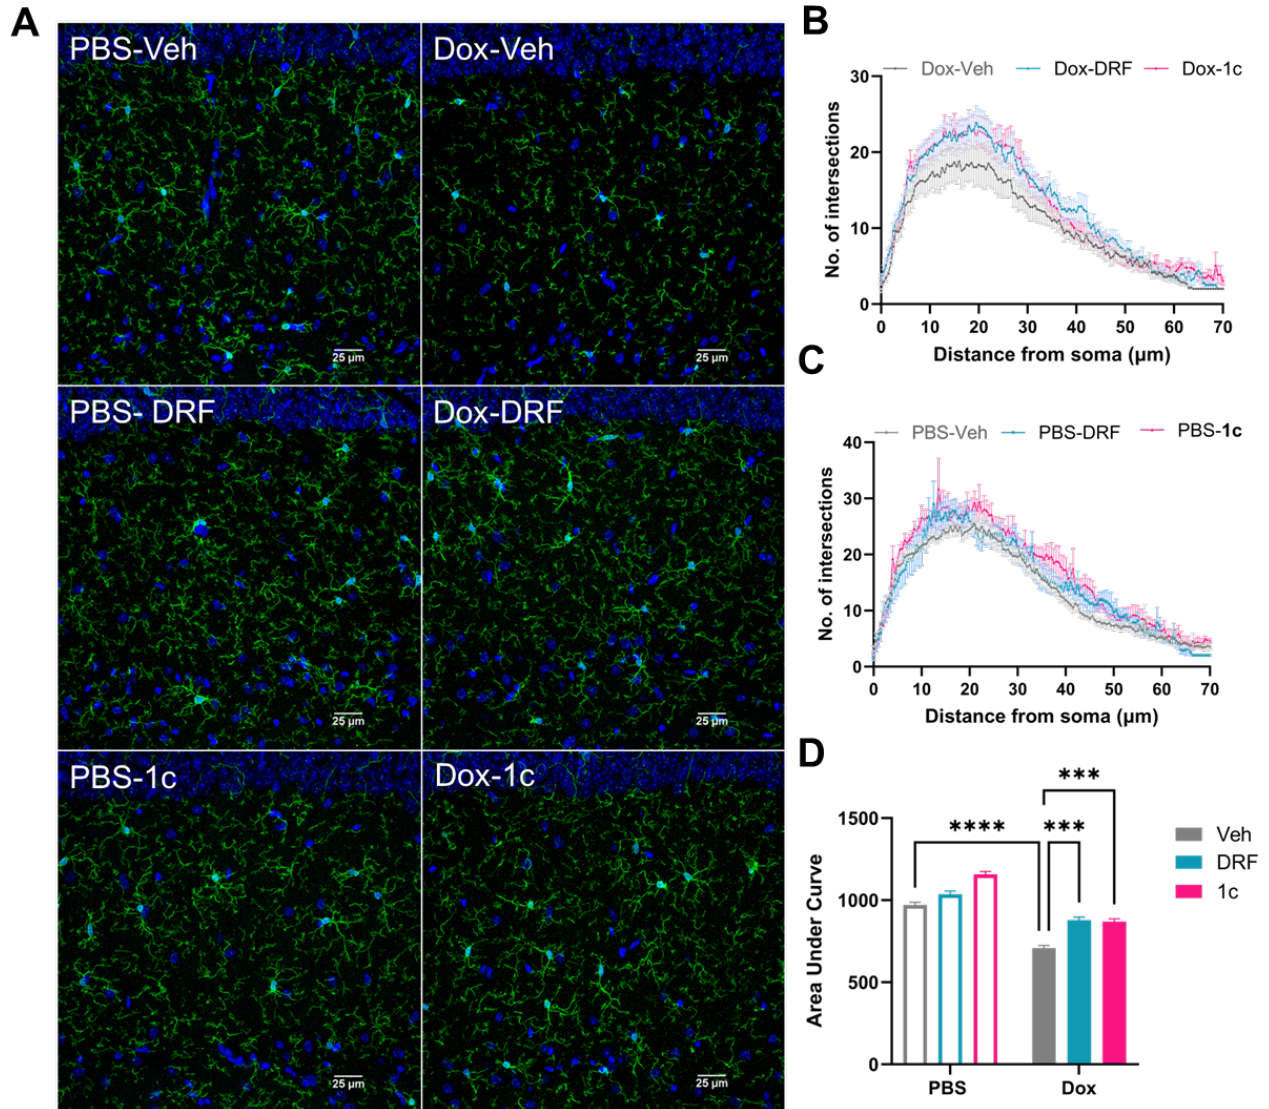 A
PBS-Veh
Dox-Veh
25 µm
25 µm
PBS- DRF
Dox-DRF
25 µm
25 µm
PBS-1c
Dox-1c
25 µm
25 µm
B
Dox-Veh Dox-DRF Dox-1c
30
20
10
0
No. of intersections
0 10 20 30 40 50 60 70
Distance from soma (µm)
C
PBS-Veh PBS-DRF PBS-1c
40
30
20
10
0
No. of intersections
0 10 20 30 40 50 60 70
Distance from soma (µm)
D
***
**** ***
1500
1000
500
0
Area Under Curve
PBS Dox
Veh
DRF
1c